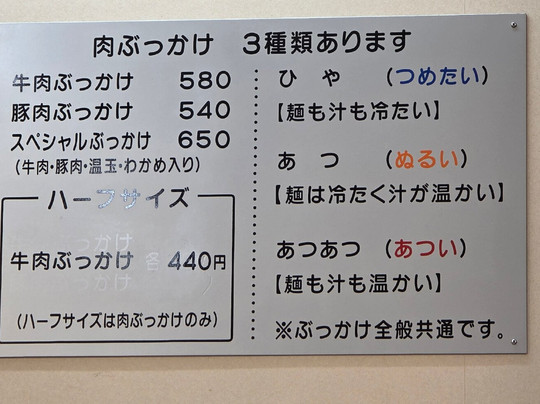 肉ぶっかけ 3種類あります
牛肉ぶっかけ 580
豚肉ぶっかけ 540
スペシャルぶっかけ 650
(牛肉・豚肉・温玉・わかめ入り)
ハーフサイズ
牛肉ぶっかけ 440円
(ハーフサイズは肉ぶっかけのみ)
ひ や (つめたい)
【麺も汁も冷たい】
あ つ (ぬるい)
【麺は冷たく汁が温かい】
あつあつ (あつい)
【麺も汁も温かい】
※ぶっかけ全般共通です。